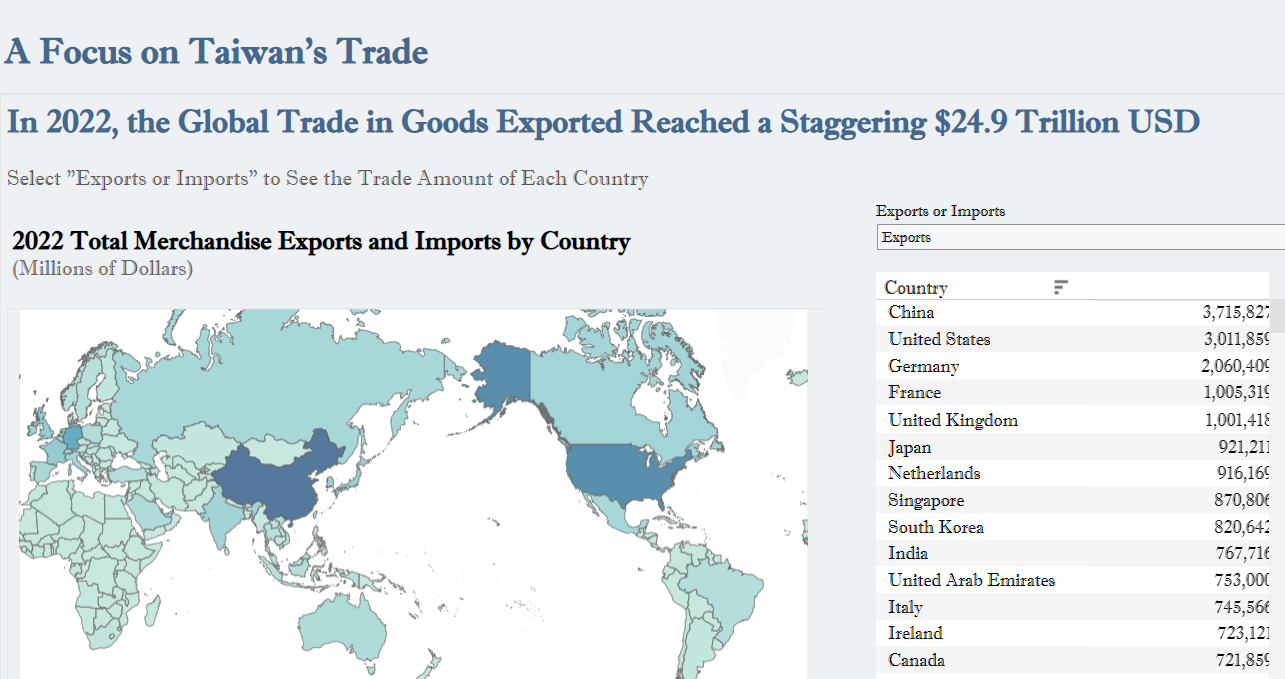 A Focus on Taiwan's Trade
In 2022, the Global Trade in Goods Exported Reached a Staggering $24.9 Trillion USD
Select ”Exports or Imports” to See the Trade Amount of Each Country
Exports or Imports
Exports
2022 Total Merchandise Exports and Imports by Country
(Millions of Dollars)
Country
China 3,715,827
United States 3,011,859
Germany 2,060,409
France 1,005,319
United Kingdom 1,001,418
Japan 921,211
Netherlands 916,169
Singapore 870,806
South Korea 820,642
India 767,716
United Arab Emirates 753,000
Italy 745,566
Ireland 723,121
Canada 721,859